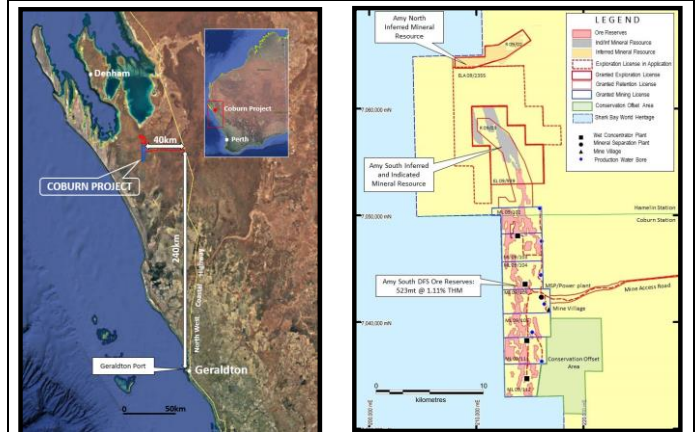 Denham
Coburn Project
Perth
40km
COBURN PROJECT
240km
North West Coastal Highway
Geraldton Port
Geraldton
0 50km
Amy North
Inferred Mineral
Resource
Amy South Inferred
and Indicated
Mineral Resource
Amy South DFS Ore Reserves:
523mt @ 1.11% THM
LEGEND
Ore Reserves
Ind/Inf Mineral Resource
Inferred Mineral Resource
Exploration License in Application
Granted Exploration License
Granted Retention License
Granted Mining License
Conservation Offset Area
Shark Bay World Heritage
Wet Concentrator Plant
Mineral Separation Plant
Mine Village
Production Water Bore
Hamelin Station
Coburn Station
MSP/Power plant
Mine Access Road
Mine Village
Conservation Offset
Area
0 10
kilometres